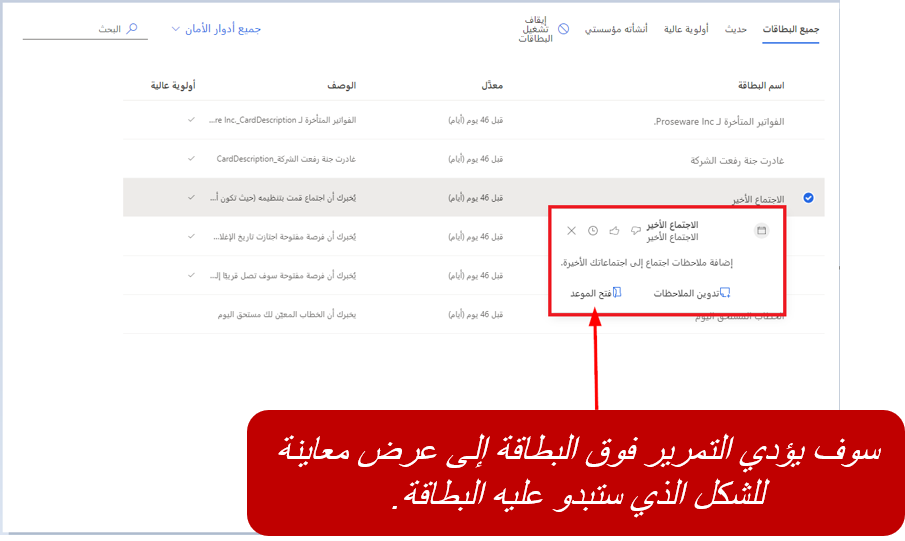 جميع البطاقات
حديث
أولوية عالية
أنشأته مؤسستي
إيقاف
تشغيل
البطاقات
جميع أدوار الأمان
البحث
اسم البطاقة
معدَّل
الوصف
أولوية عالية
الفواتير المتأخرة لـ Proseware Inc.
قبل 46 يوم (أيام)
الفواتير المتأخرة لـ re Inc._CardDescription...
غادرت جنة رفعت الشركة
قبل 46 يوم (أيام)
غادرت جنة رفعت الشركة_CardDescription
الاجتماع الأخير
قبل 46 يوم (أيام)
يُخبرك أن اجتماع قمت بتنظيمه (حيث تكون أ...
قبل 46 يوم (أيام)
يُخبرك أن فرصة مفتوحة اجتازت تاريخ الإغلا...
قبل 46 يوم (أيام)
يُخبرك أن فرصة مفتوحة سوف تصل قريبًا إلـ...
الخطاب المستحق اليوم
قبل 46 يوم (أيام)
يخبرك أن الخطاب المعيّن لك مستحق اليوم
الاجتماع الأخير
الاجتماع الأخير
إضافة ملاحظات اجتماع إلى اجتماعاتك الأخيرة.
تدوين الملاحظات
فتح الموعد
سوف يؤدي التمرير فوق البطاقة إلى عرض معاينة
للشكل الذي ستبدو عليه البطاقة.